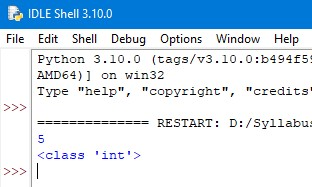 IDLE Shell 3.10.0
File Edit Shell Debug Options Window Help
Python 3.10.0 (tags/v3.10.0:b494f59
AMD64)] on win32
Type "help", "copyright", "credits"
>>>
============== RESTART: D:/Syllabus
5
<class 'int'>
>>>